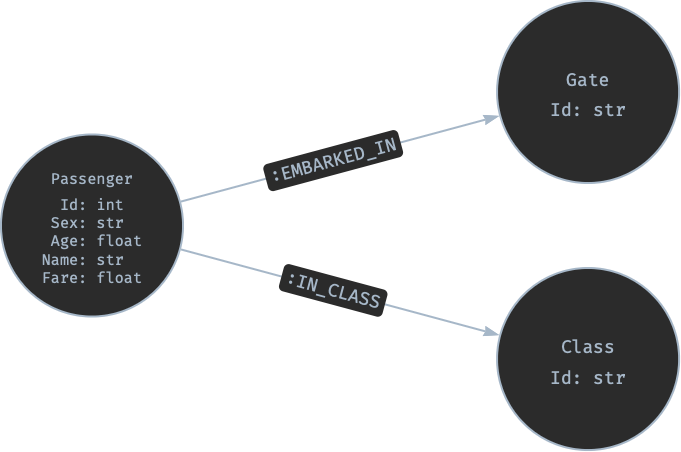 Gate
Id: str
:EMBARKED_IN
Passenger
Id: int
Sex: str
Age: float
Name: str
Fare: float
:IN_CLASS
Class
Id: str